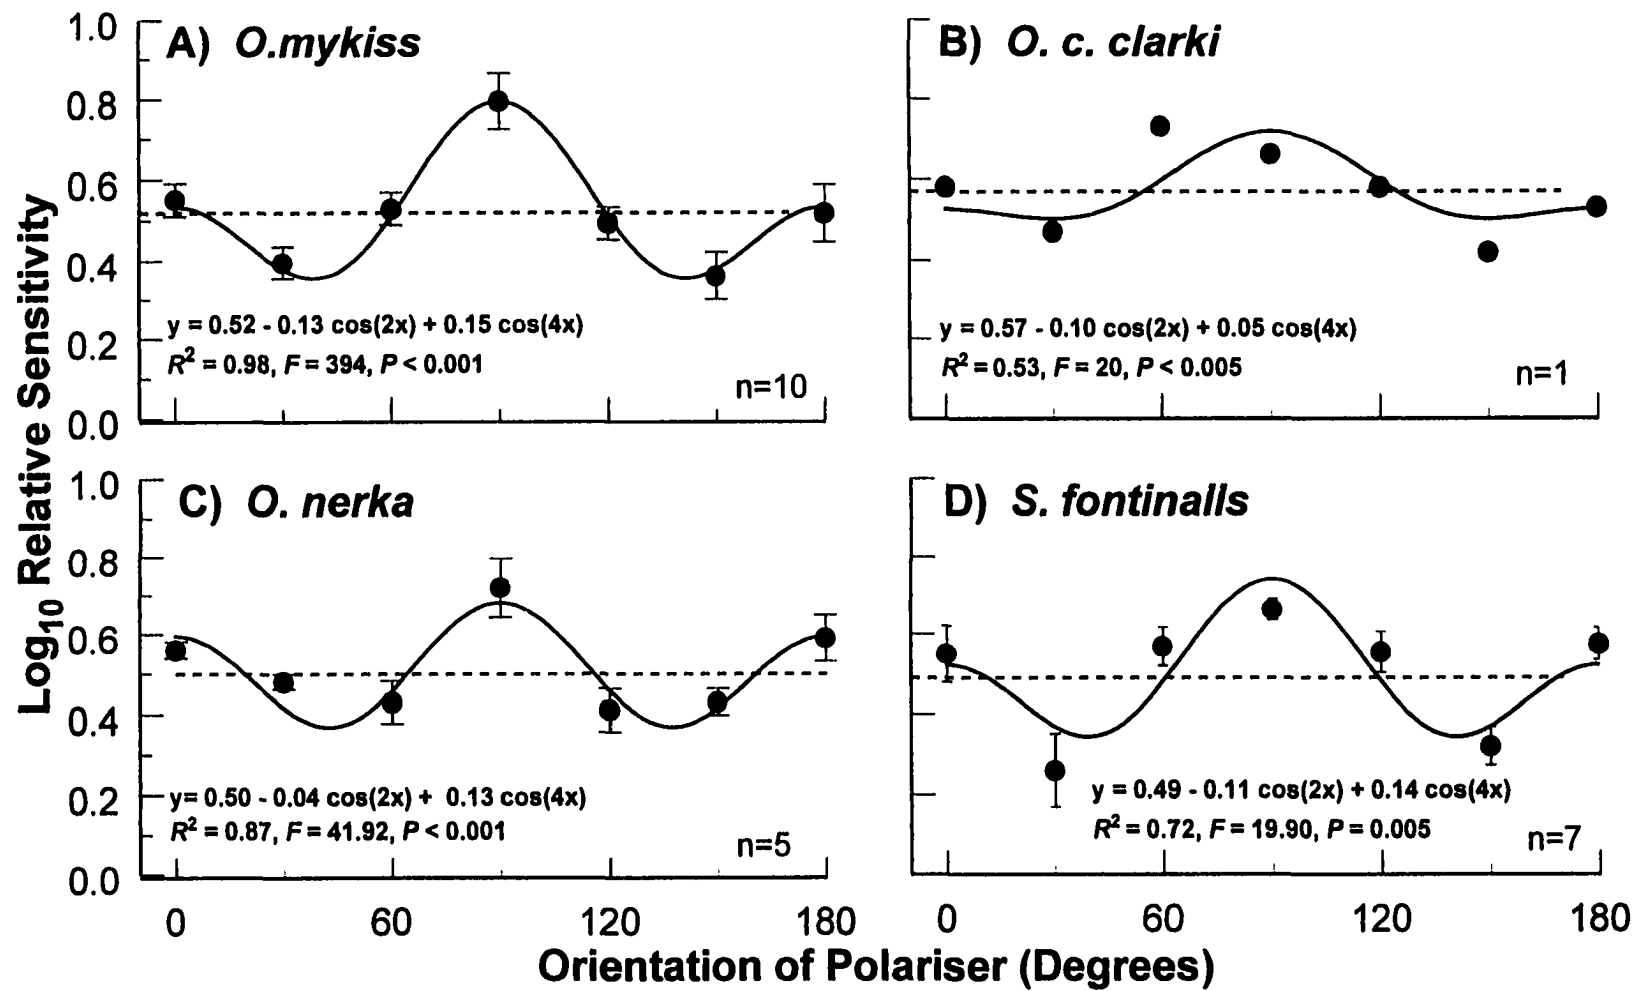 Log10 Relative Sensitivity
1.0
0.8
0.6
0.4
0.2
0.0
A) O.mykiss
y = 0.52 - 0.13 cos(2x) + 0.15 cos(4x)
R² = 0.98, F = 394, P < 0.001
n=10
B) O. c. clarki
y = 0.57 - 0.10 cos(2x) + 0.05 cos(4x)
R² = 0.53, F = 20, P < 0.005
n=1
1.0
0.8
0.6
0.4
0.2
0.0
C) O. nerka
y= 0.50 - 0.04 cos(2x) + 0.13 cos(4x)
R² = 0.87, F = 41.92, P < 0.001
n=5
D) S. fontinalls
y = 0.49 - 0.11 cos(2x) + 0.14 cos(4x)
R² = 0.72, F = 19.90, P = 0.005
n=7
0 60 120 180
0 60 120 180
Orientation of Polariser (Degrees)